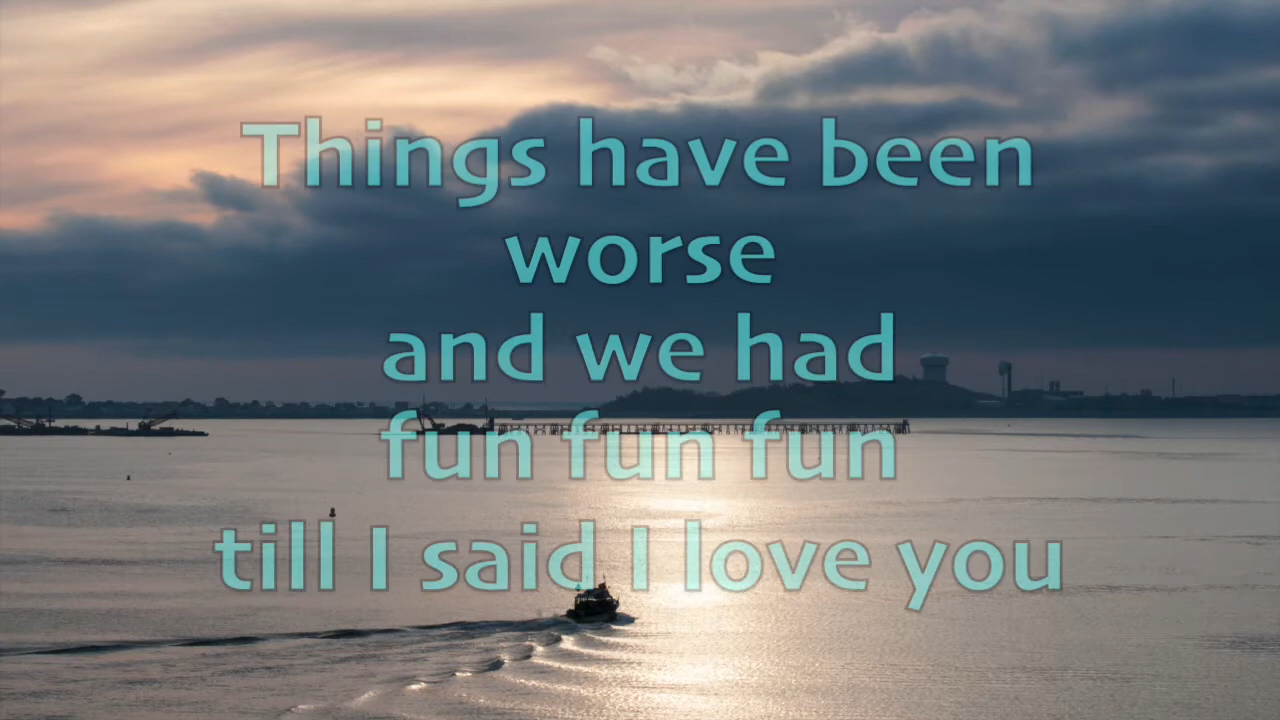 Things have been
worse
and we had
fun fun fun
till I said I love you